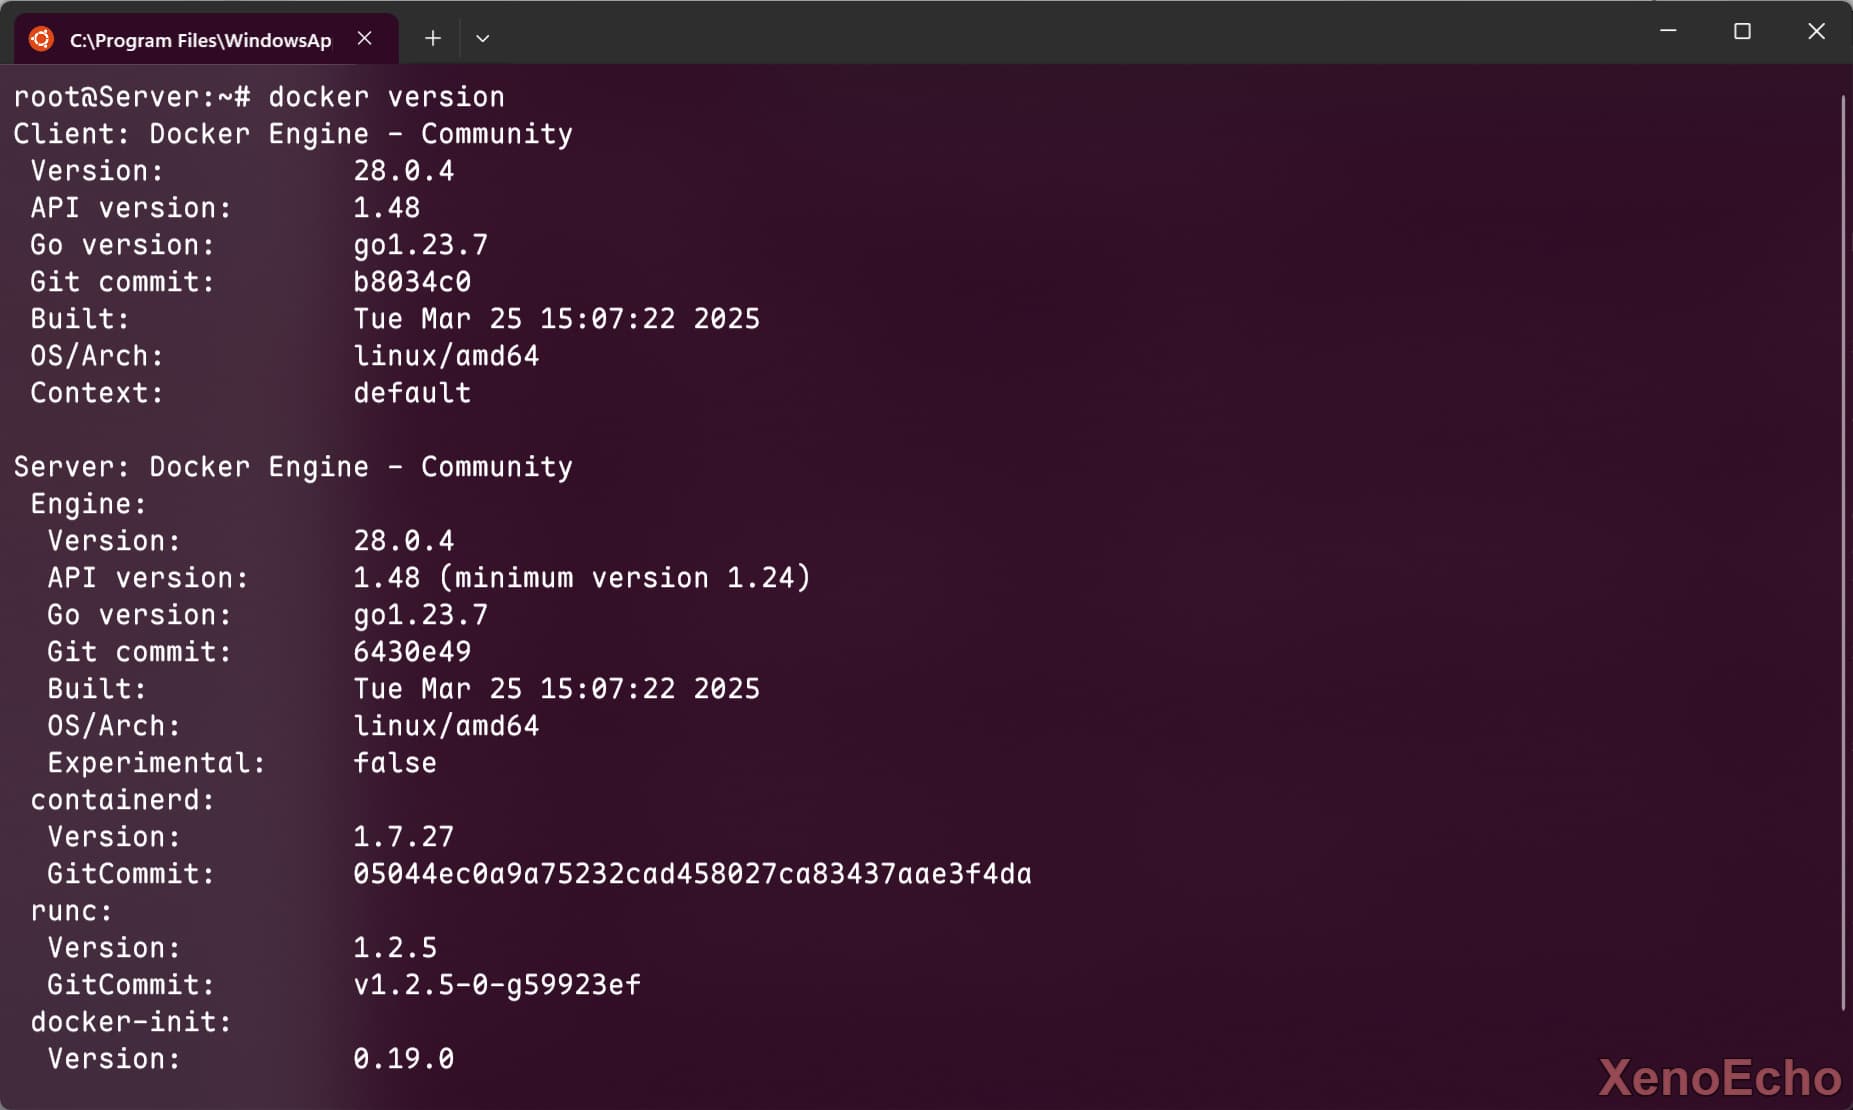 C:\Program Files\WindowsAp
root@Server:~# docker version
Client: Docker Engine - Community
 Version:           28.0.4
 API version:       1.48
 Go version:        go1.23.7
 Git commit:        b8034c0
 Built:             Tue Mar 25 15:07:22 2025
 OS/Arch:           linux/amd64
 Context:           default

Server: Docker Engine - Community
 Engine:
  Version:          28.0.4
  API version:      1.48 (minimum version 1.24)
  Go version:       go1.23.7
  Git commit:       6430e49
  Built:            Tue Mar 25 15:07:22 2025
  OS/Arch:          linux/amd64
  Experimental:     false
 containerd:
  Version:          1.7.27
  GitCommit:        05044ec0a9a75232cad458027ca83437aae3f4da
 runc:
  Version:          1.2.5
  GitCommit:        v1.2.5-0-g59923ef
 docker-init:
  Version:          0.19.0
XenoEcho